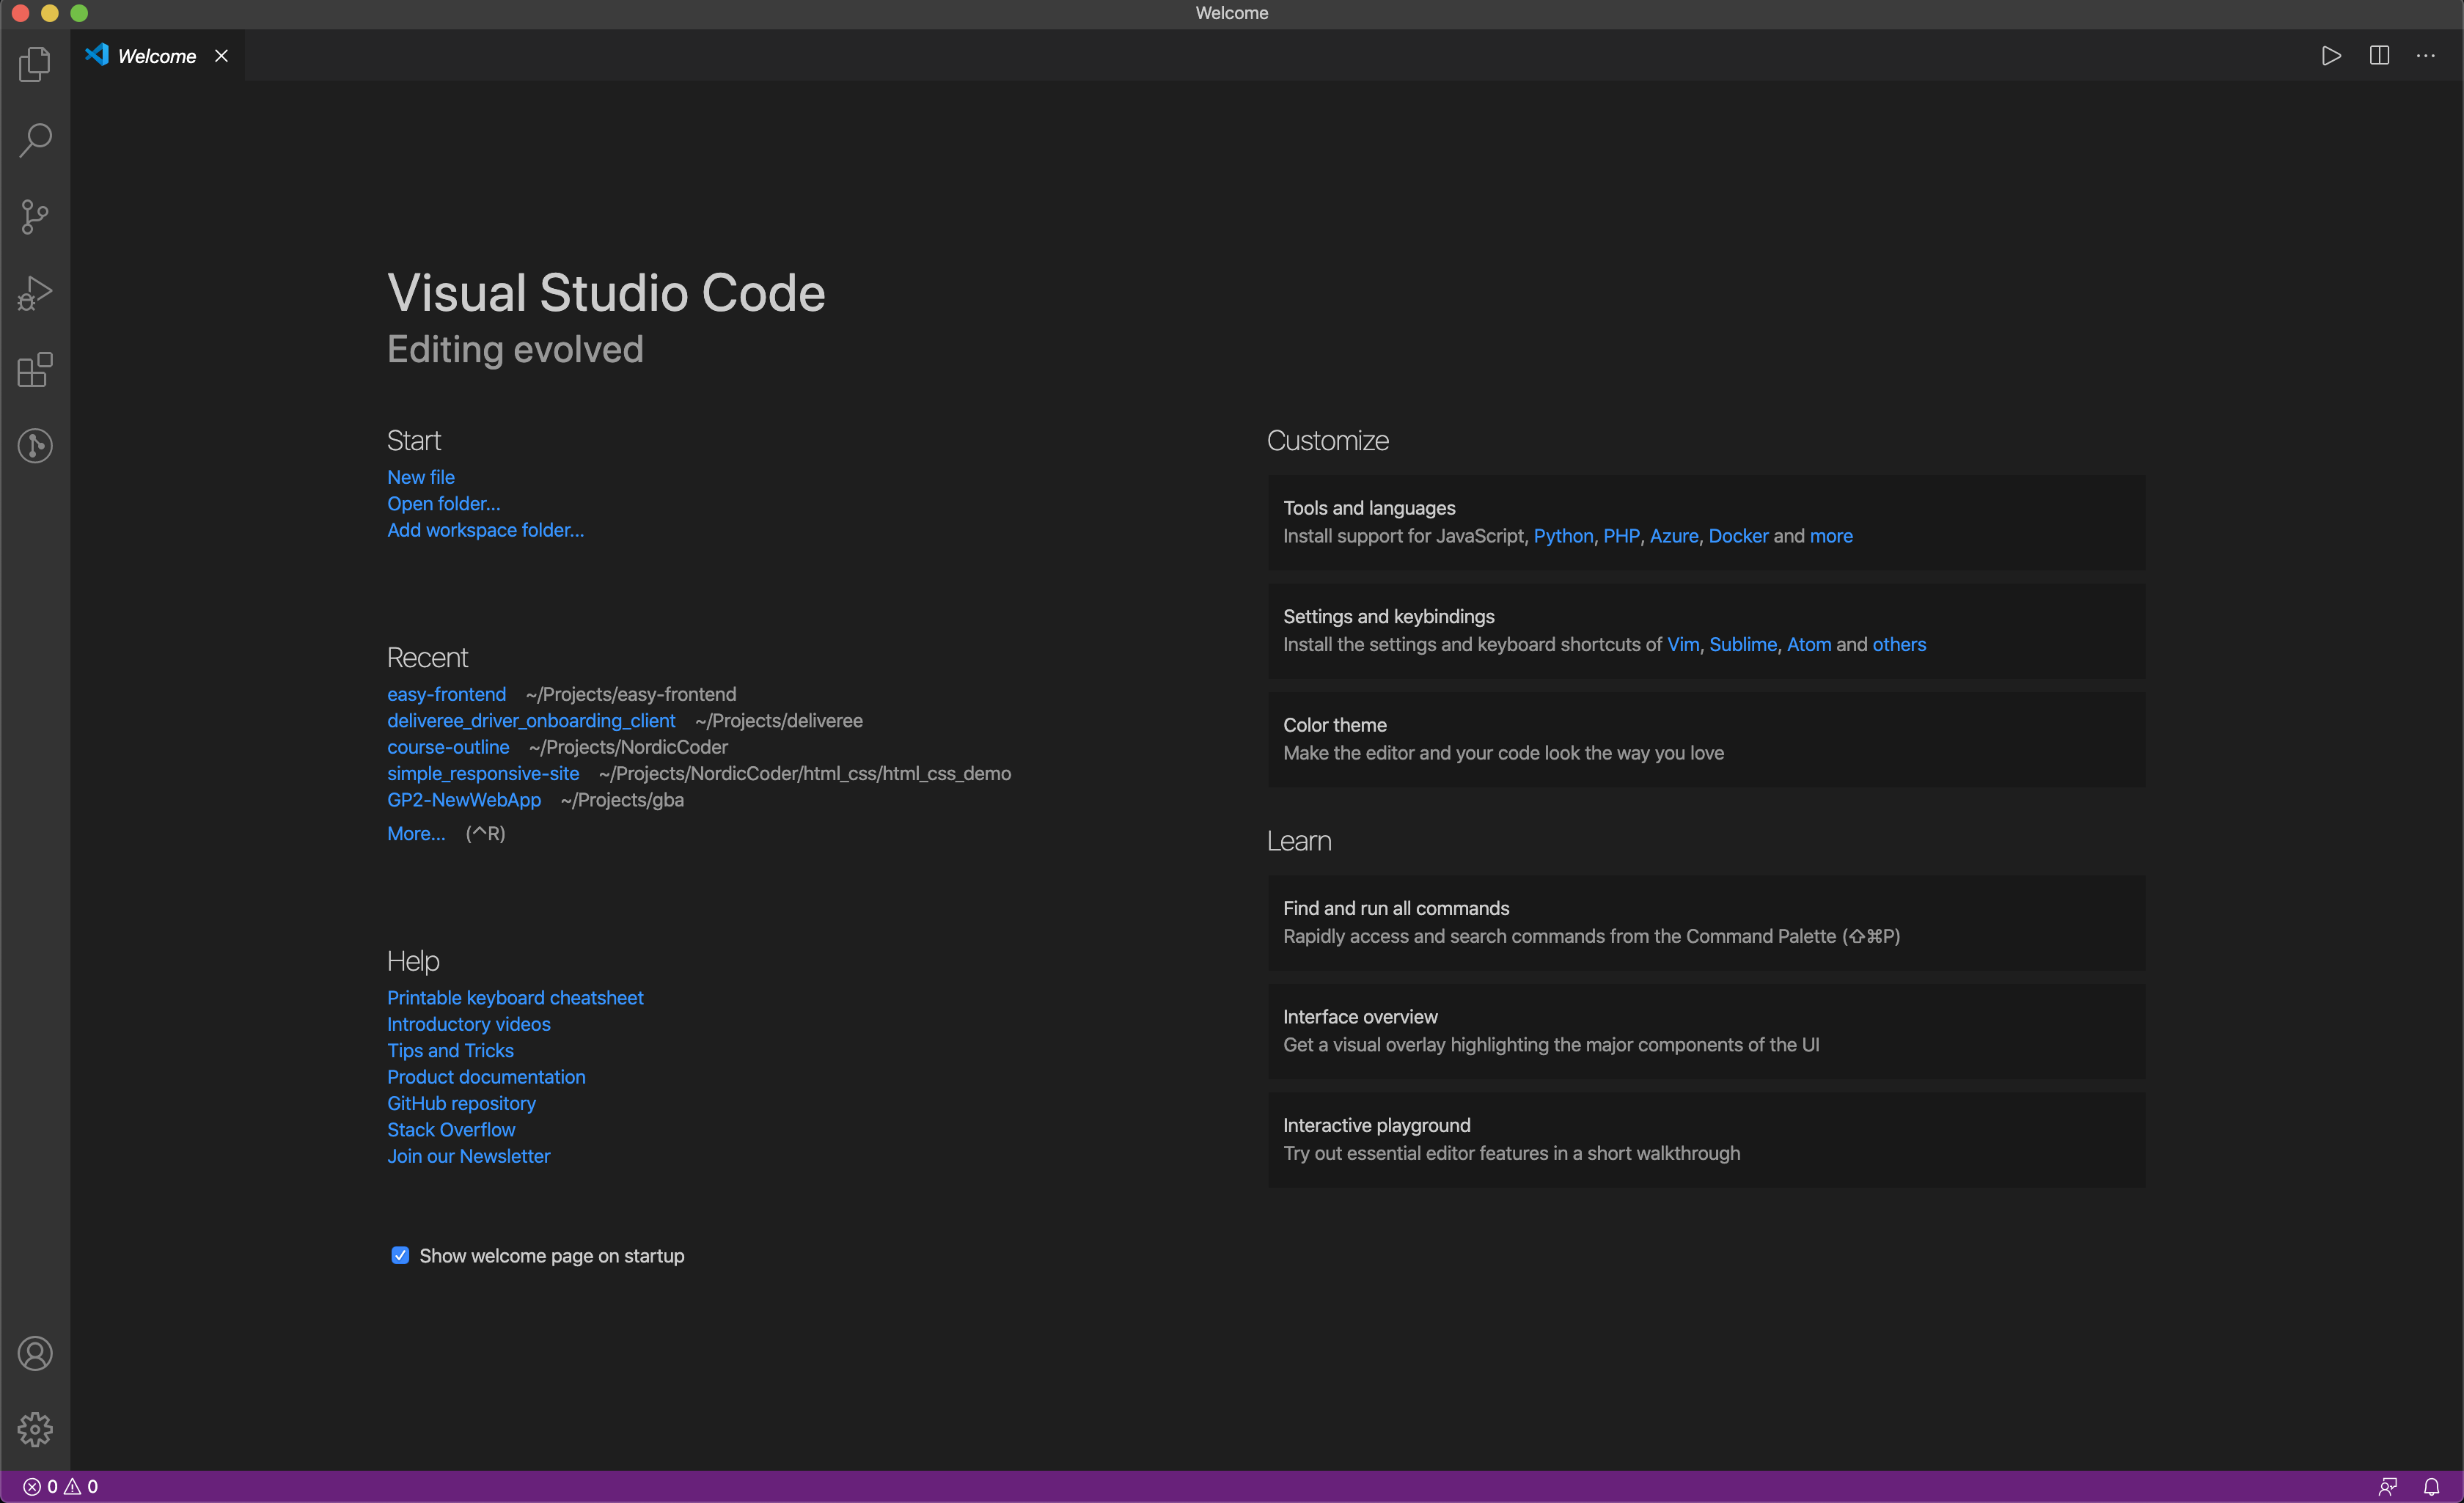 Welcome
Welcome
Visual Studio Code
Editing evolved
Start
New file
Open folder...
Add workspace folder...
Recent
easy-frontend ~/Projects/easy-frontend
deliveree_driver_onboarding_client ~/Projects/deliveree
course-outline ~/Projects/NordicCoder
simple_responsive-site ~/Projects/NordicCoder/html_css/html_css_demo
GP2-NewWebApp ~/Projects/gba
More... (^R)
Help
Printable keyboard cheatsheet
Introductory videos
Tips and Tricks
Product documentation
GitHub repository
Stack Overflow
Join our Newsletter
Show welcome page on startup
Customize
Tools and languages
Install support for JavaScript, Python, PHP, Azure, Docker and more
Settings and keybindings
Install the settings and keyboard shortcuts of Vim, Sublime, Atom and others
Color theme
Make the editor and your code look the way you love
Learn
Find and run all commands
Rapidly access and search commands from the Command Palette (⇧⌘P)
Interface overview
Get a visual overlay highlighting the major components of the UI
Interactive playground
Try out essential editor features in a short walkthrough
0 0